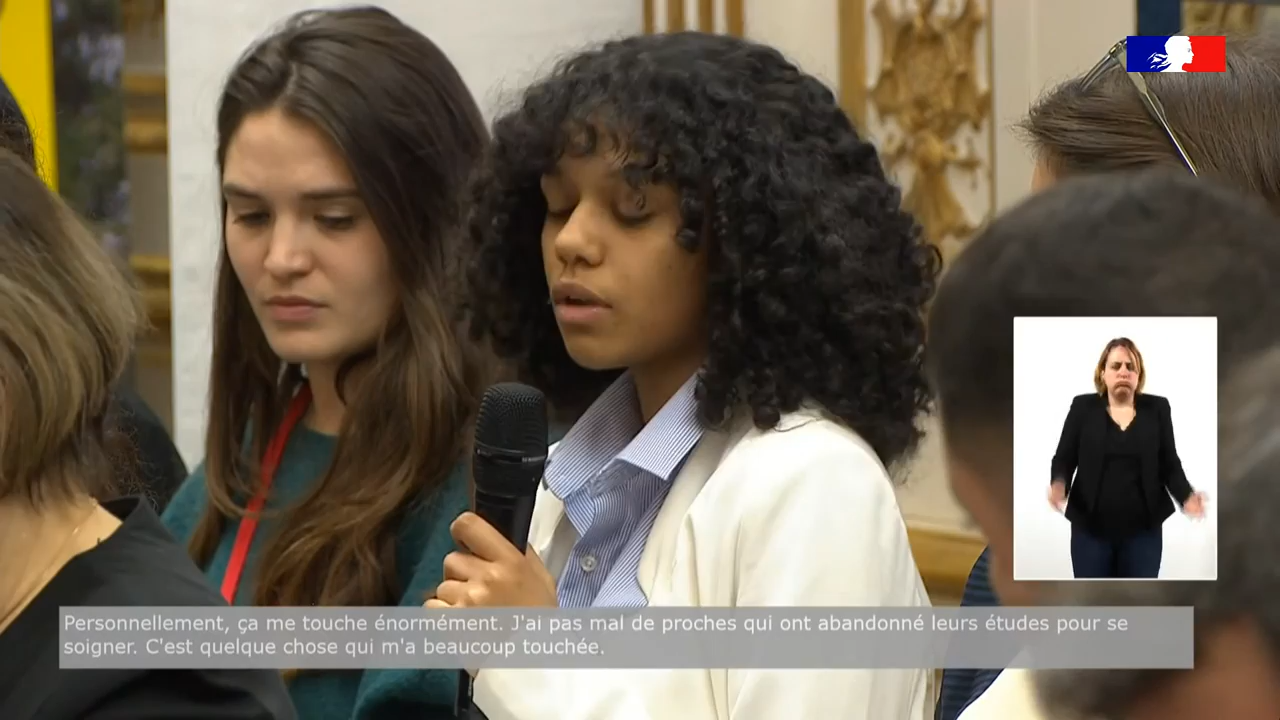 Personnellement, ça me touche énormément. J'ai pas mal de proches qui ont abandonné leurs études pour se
soigner. C'est quelque chose qui m'a beaucoup touchée.